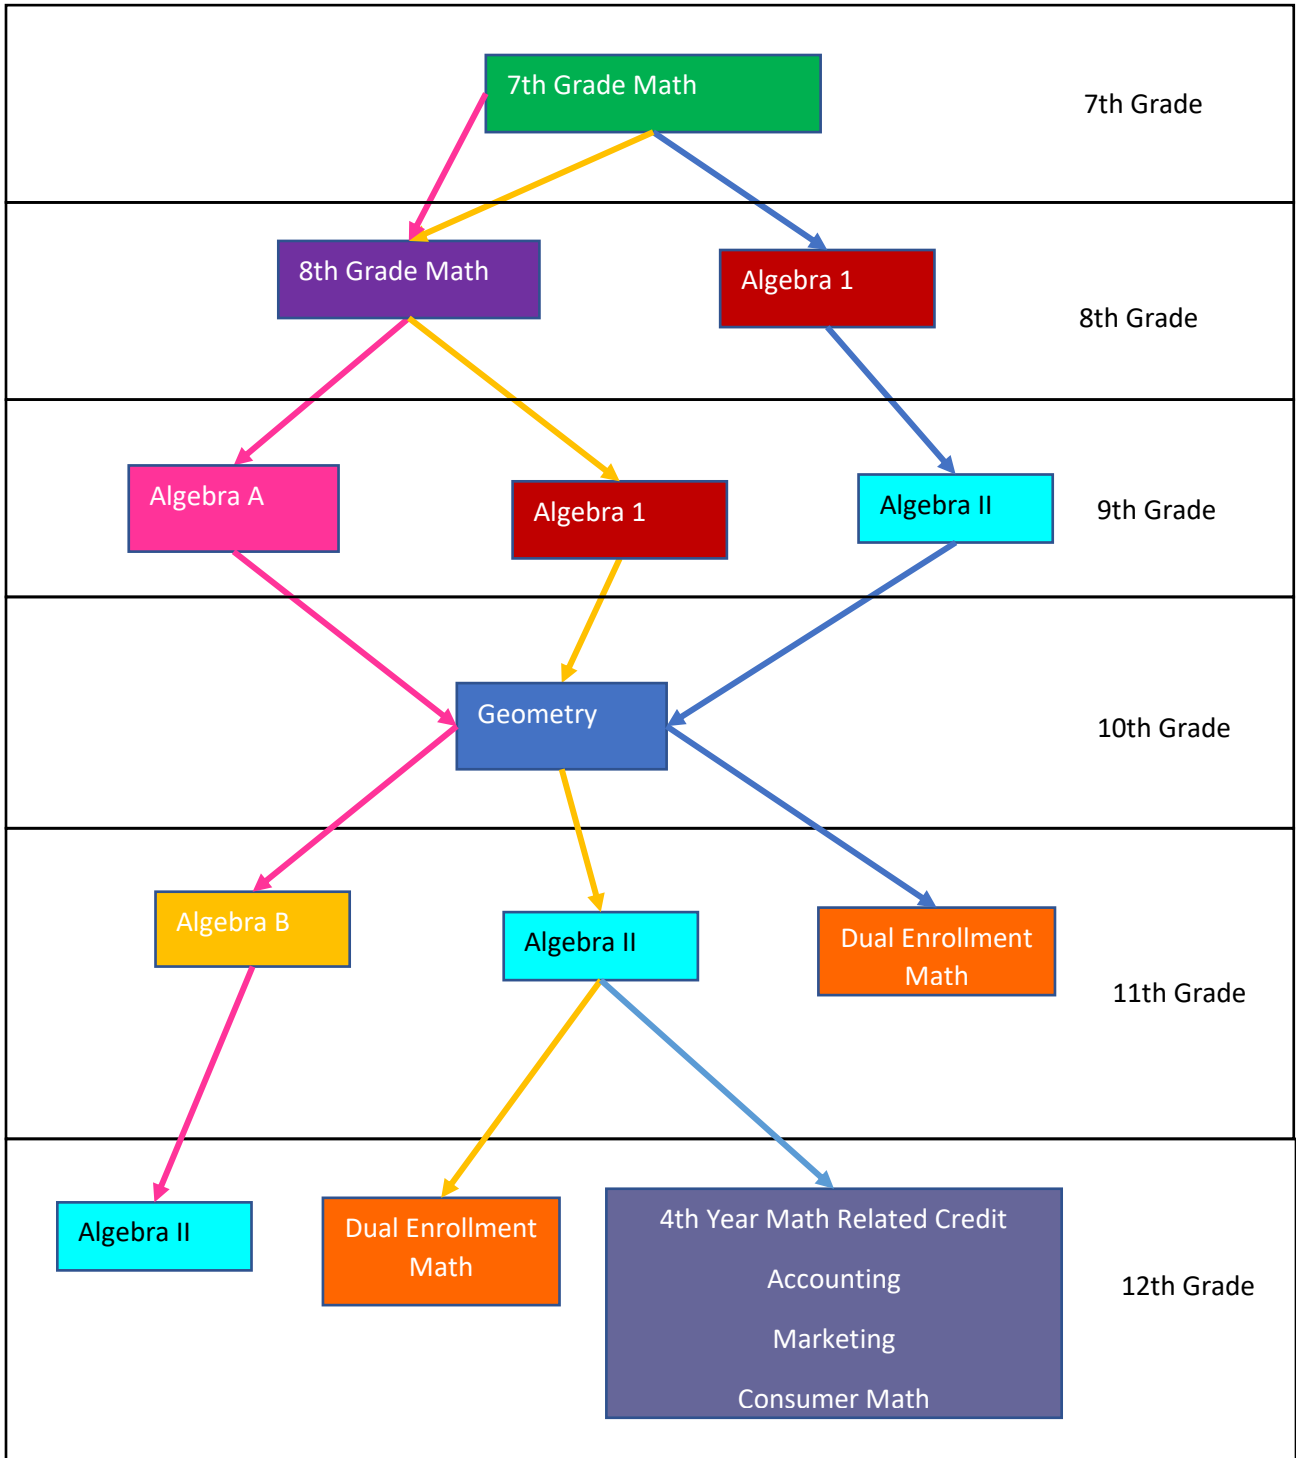 7th Grade Math
7th Grade
8th Grade Math
Algebra 1
8th Grade
Algebra A
Algebra 1
Algebra II
9th Grade
Geometry
10th Grade
Algebra B
Algebra II
Dual Enrollment
Math
11th Grade
Algebra II
Dual Enrollment
Math
4th Year Math Related Credit
Accounting
Marketing
Consumer Math
12th Grade